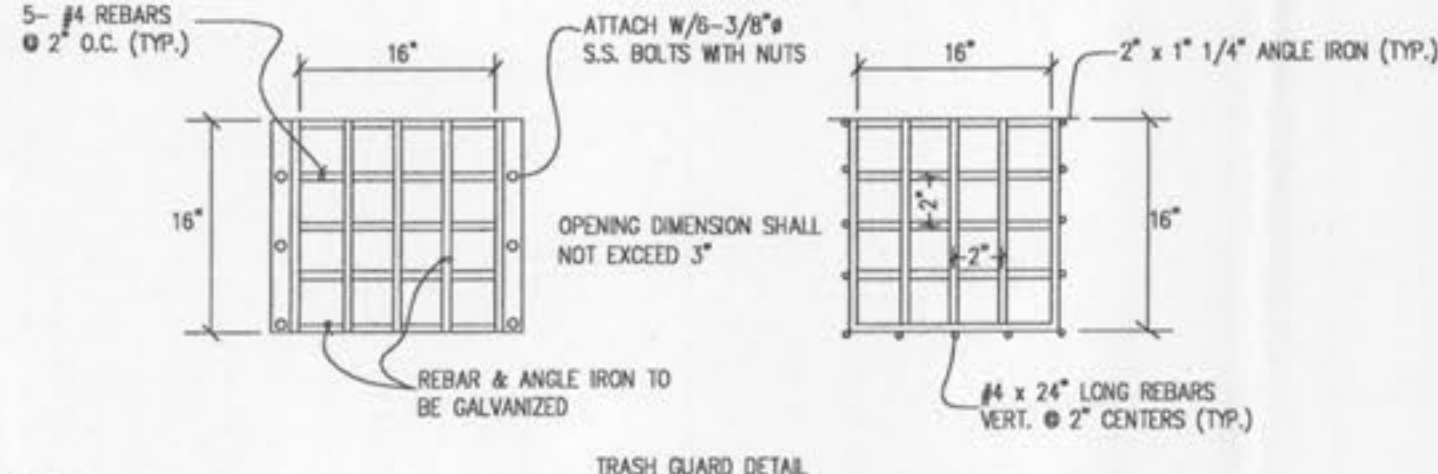 5- #4 REBARS
@ 2" O.C. (TYP.)
16"
ATTACH W/6-3/8"ø
S.S. BOLTS WITH NUTS
16"
OPENING DIMENSION SHALL
NOT EXCEED 3"
REBAR & ANGLE IRON TO
BE GALVANIZED
16"
2" x 1" 1/4" ANGLE IRON (TYP.)
2"
2"
16"
#4 x 24" LONG REBARS
VERT. @ 2" CENTERS (TYP.)
TRASH GUARD DETAIL